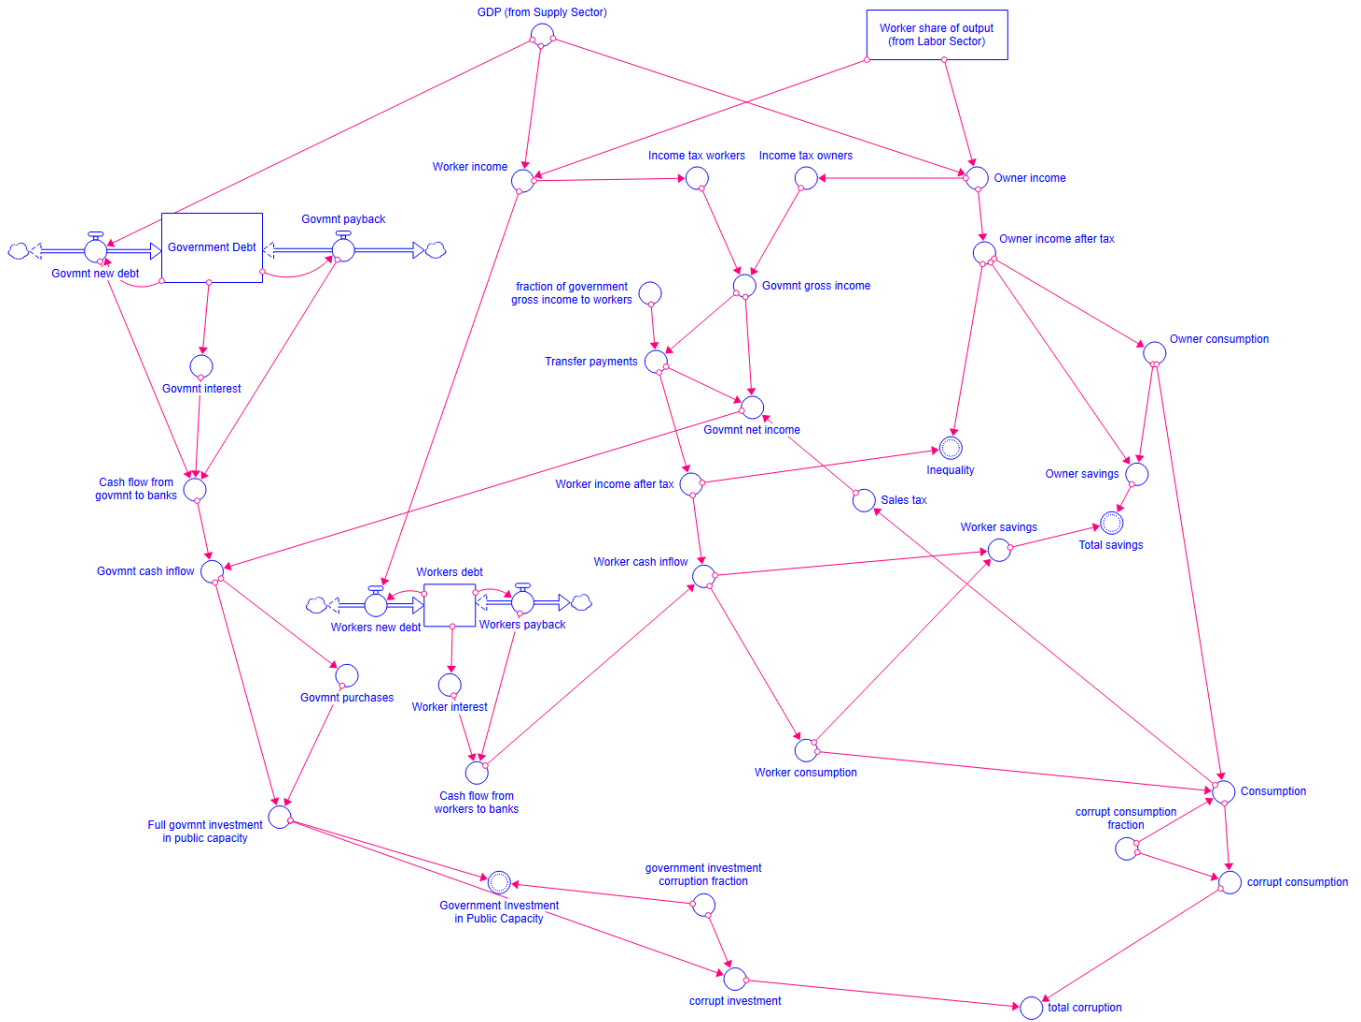 GDP (from Supply Sector)
Worker share of output
(from Labor Sector)
Worker income
Income tax workers
Income tax owners
Owner income
Govmnt payback
Government Debt
Owner income after tax
Govmnt new debt
fraction of government
gross income to workers
Govmnt gross income
Owner consumption
Transfer payments
Govmnt interest
Govmnt net income
Inequality
Owner savings
Cash flow from
govmnt to banks
Worker income after tax
Sales tax
Worker savings
Total savings
Govmnt cash inflow
Workers debt
Worker cash inflow
Workers new debt
Workers payback
Govmnt purchases
Worker interest
Worker consumption
Cash flow from
workers to banks
Consumption
corrupt consumption
fraction
Full govmnt investment
in public capacity
government investment
corruption fraction
corrupt consumption
Government Investment
in Public Capacity
corrupt investment
total corruption